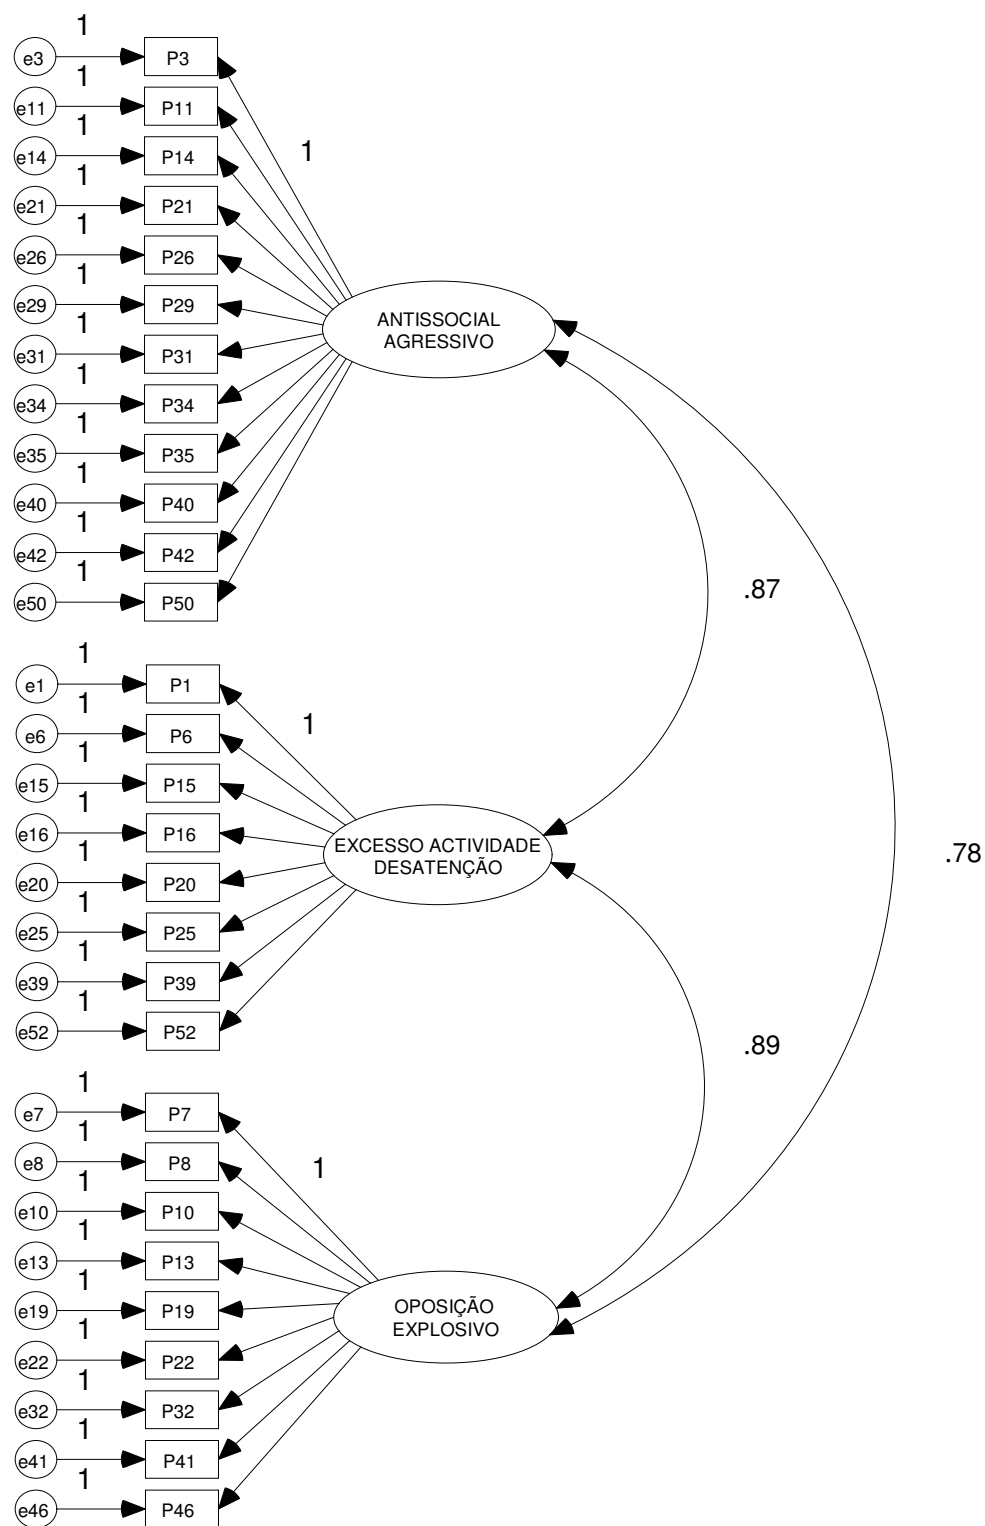 1
e3 P3
1
e11 P11
1
e14 P14
1
1
e21 P21
1
e26 P26
1
e29 P29
1
ANTISSOCIAL
AGRESSIVO
e31 P31
1
e34 P34
1
e35 P35
1
e40 P40
1
e42 P42
1
e50 P50
.87
1
e1 P1
1
1
e6 P6
1
e15 P15
1
e16 P16
1
EXCESSO ACTIVIDADE
DESATENÇÃO
.78
e20 P20
1
e25 P25
1
e39 P39
1
e52 P52
.89
1
e7 P7
1
e8 P8
1
1
e10 P10
1
e13 P13
1
e19 P19
OPOSIÇÃO
EXPLOSIVO
1
e22 P22
1
e32 P32
1
e41 P41
1
e46 P46